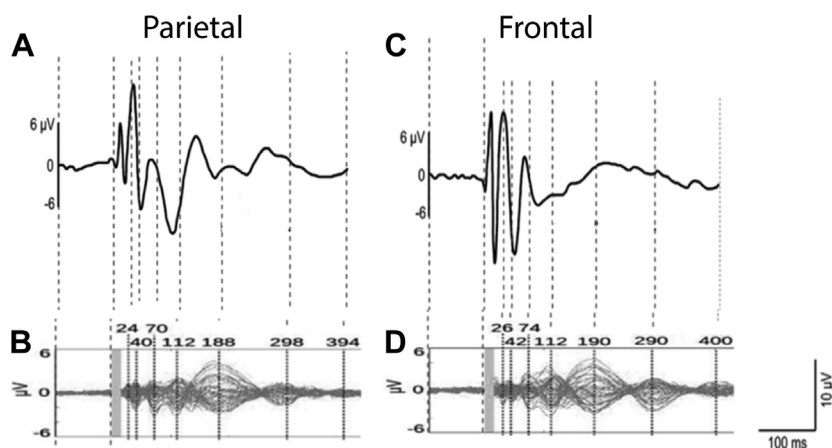 Parietal
Frontal
A
C
6 µV
0
-6
6 µV
0
-6
B
24 70
40 112 188 298 394
6
0
-6
µV
D
26 74
42 112 190 290 400
6
0
-6
µV
10 µV
100 ms